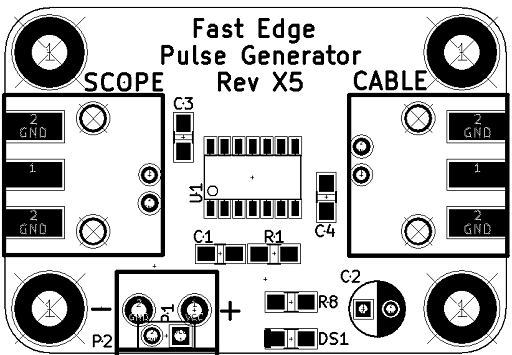 1
Fast Edge
1
Pulse Generator
SCOPE
Rev X5
CABLE
C3
2
GND
2
GND
1
1
U1
2
GND
2
GND
C1
R1
C4
C2
1
1
- P1 +
R8
P2
DS1